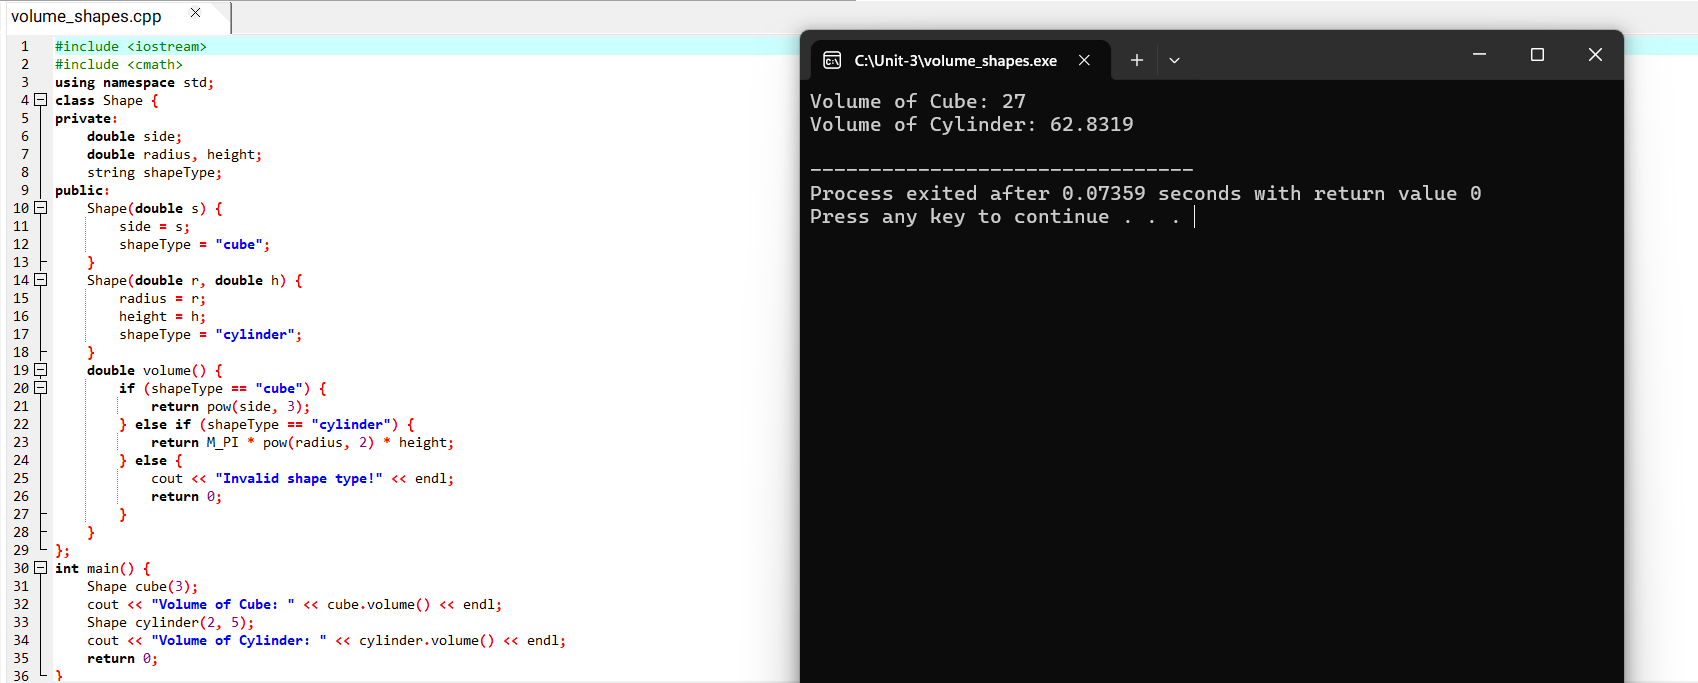 volume_shapes.cpp
1 #include <iostream>
2 #include <cmath>
3 using namespace std;
4 class Shape {
5 private:
6     double side;
7     double radius, height;
8     string shapeType;
9 public:
10     Shape(double s) {
11         side = s;
12         shapeType = "cube";
13     }
14     Shape(double r, double h) {
15         radius = r;
16         height = h;
17         shapeType = "cylinder";
18     }
19     double volume() {
20         if (shapeType == "cube") {
21             return pow(side, 3);
22         } else if (shapeType == "cylinder") {
23             return M_PI * pow(radius, 2) * height;
24         } else {
25             cout << "Invalid shape type!" << endl;
26             return 0;
27         }
28     }
29 };
30 int main() {
31     Shape cube(3);
32     cout << "Volume of Cube: " << cube.volume() << endl;
33     Shape cylinder(2, 5);
34     cout << "Volume of Cylinder: " << cylinder.volume() << endl;
35     return 0;
36 }
C:\Unit-3\volume_shapes.exe
Volume of Cube: 27
Volume of Cylinder: 62.8319
--------------------------------
Process exited after 0.07359 seconds with return value 0
Press any key to continue . . .